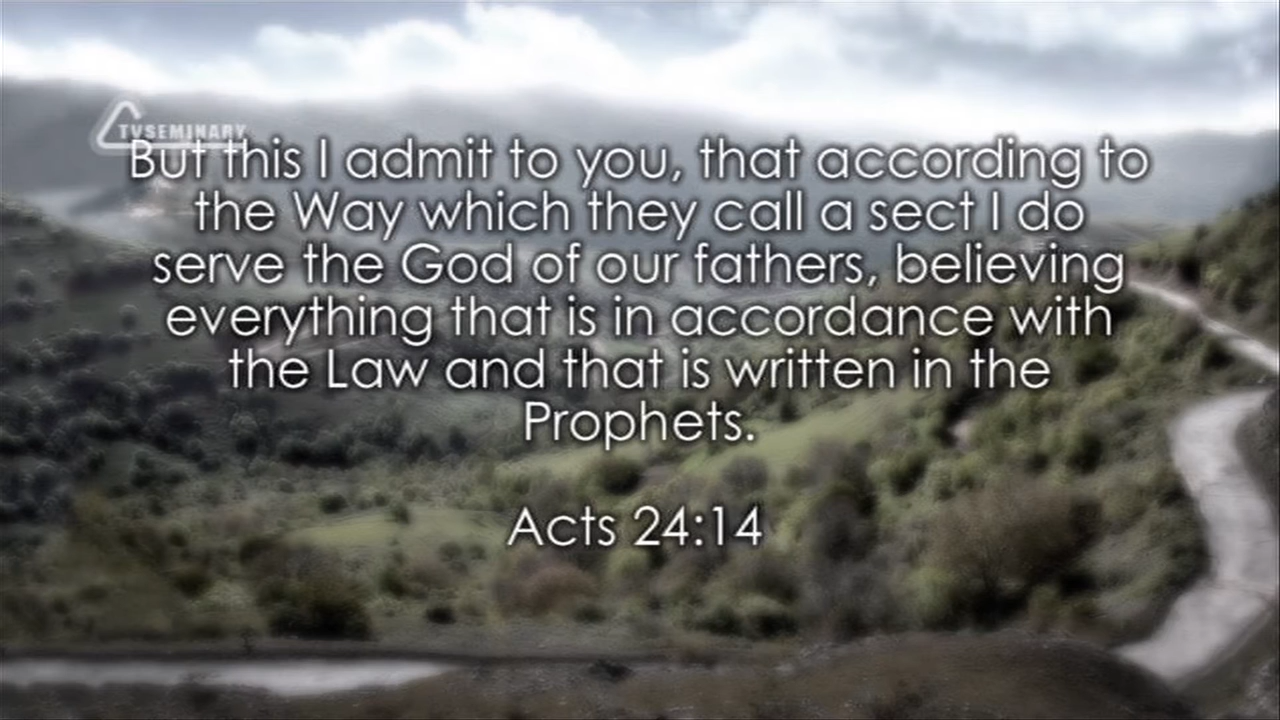 TVSEMINARY
But this I admit to you, that according to
the Way which they call a sect I do
serve the God of our fathers, believing
everything that is in accordance with
the Law and that is written in the
Prophets.
Acts 24:14